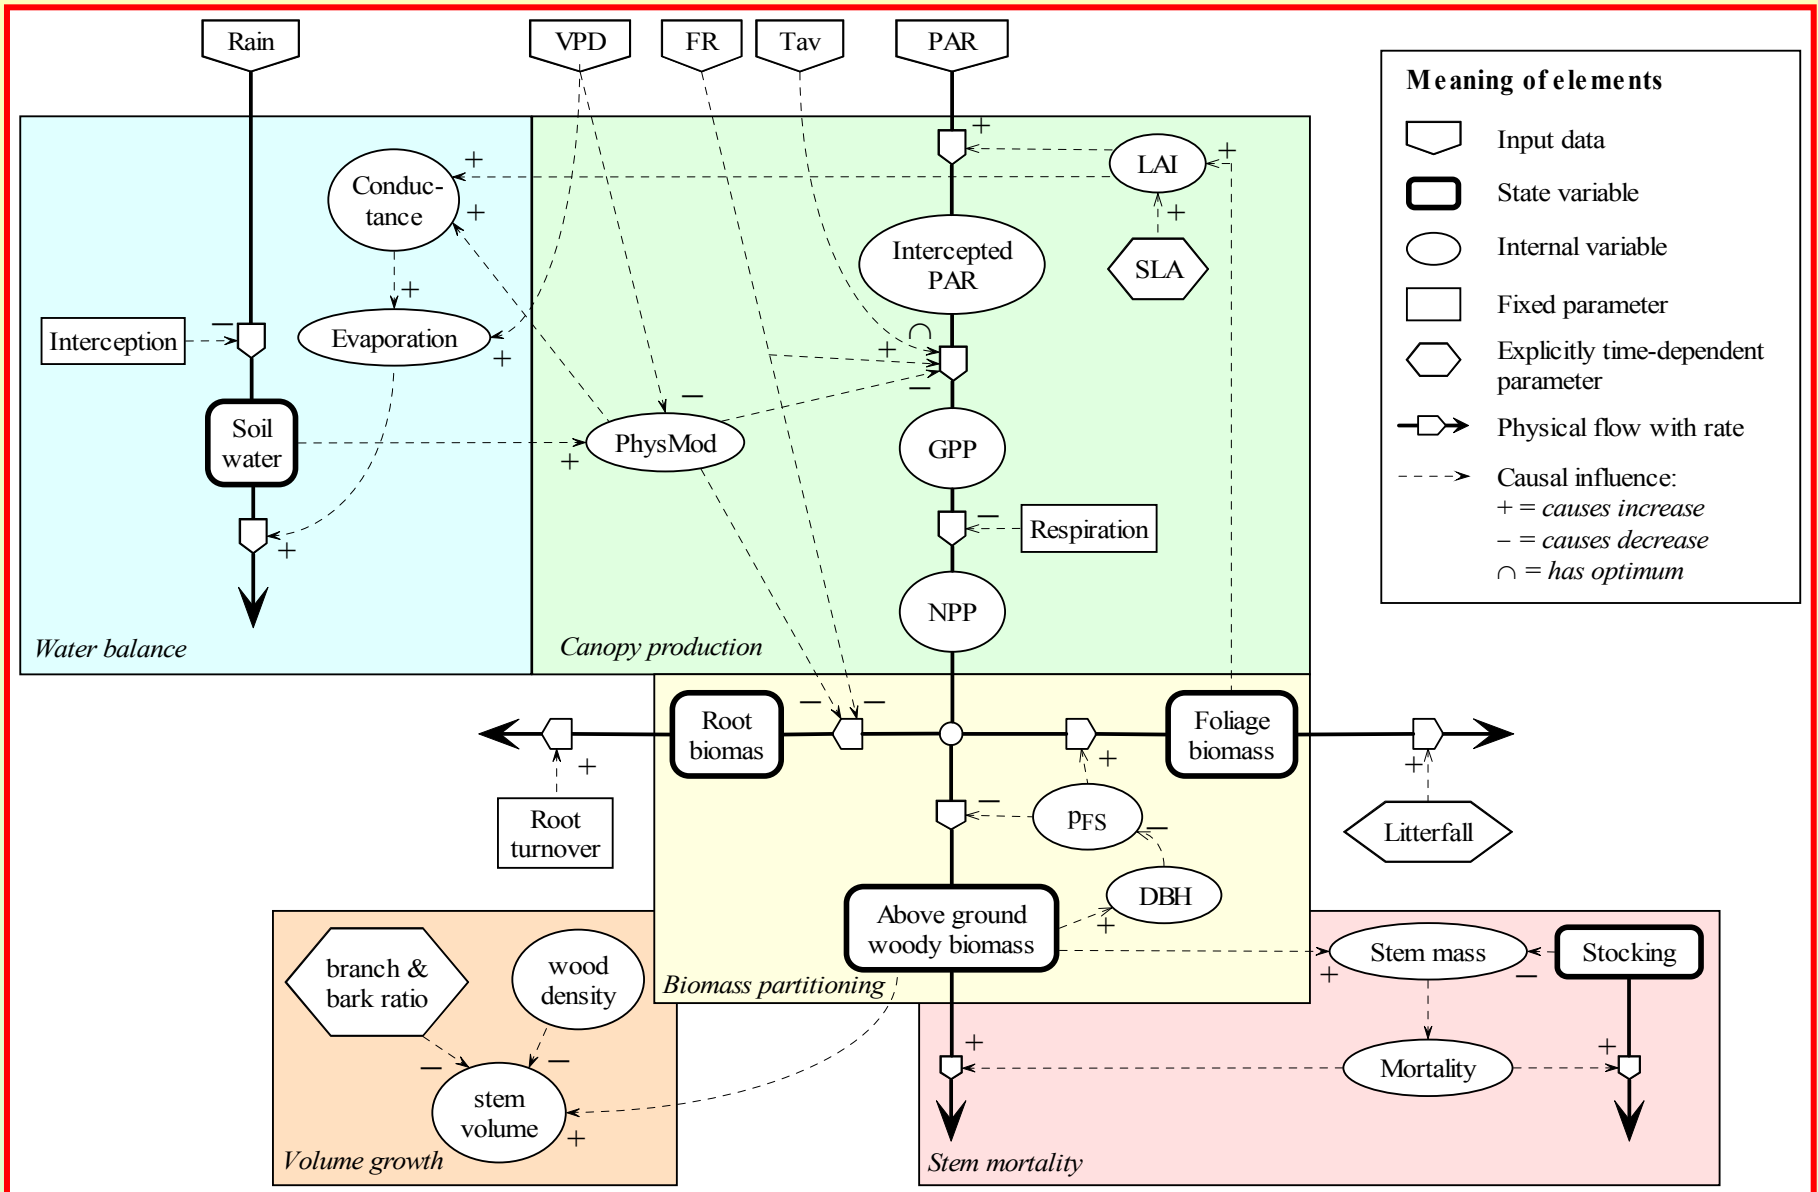 Rain
VPD
FR
Tav
PAR
Meaning of elements
Input data
State variable
Internal variable
Fixed parameter
Explicitly time-dependent
parameter
Physical flow with rate
Causal influence:
+ = causes increase
− = causes decrease
∩ = has optimum
+
LAI
+
Conduc-
tance
+
+
+
SLA
Intercepted
PAR
+
Evaporation
+
Interception
−
∩
+
−
Soil
water
+
PhysMod
−
GPP
+
Respiration
−
NPP
Water balance
Canopy production
Root
biomas
−
−
Foliage
biomass
+
+
+
Root
turnover
−
pFS
−
Litterfall
DBH
+
Above ground
woody biomass
Biomass partitioning
branch &
bark ratio
wood
density
−
−
stem
volume
+
Volume growth
Stem mass
+
−
Stocking
Mortality
+
+
Stem mortality